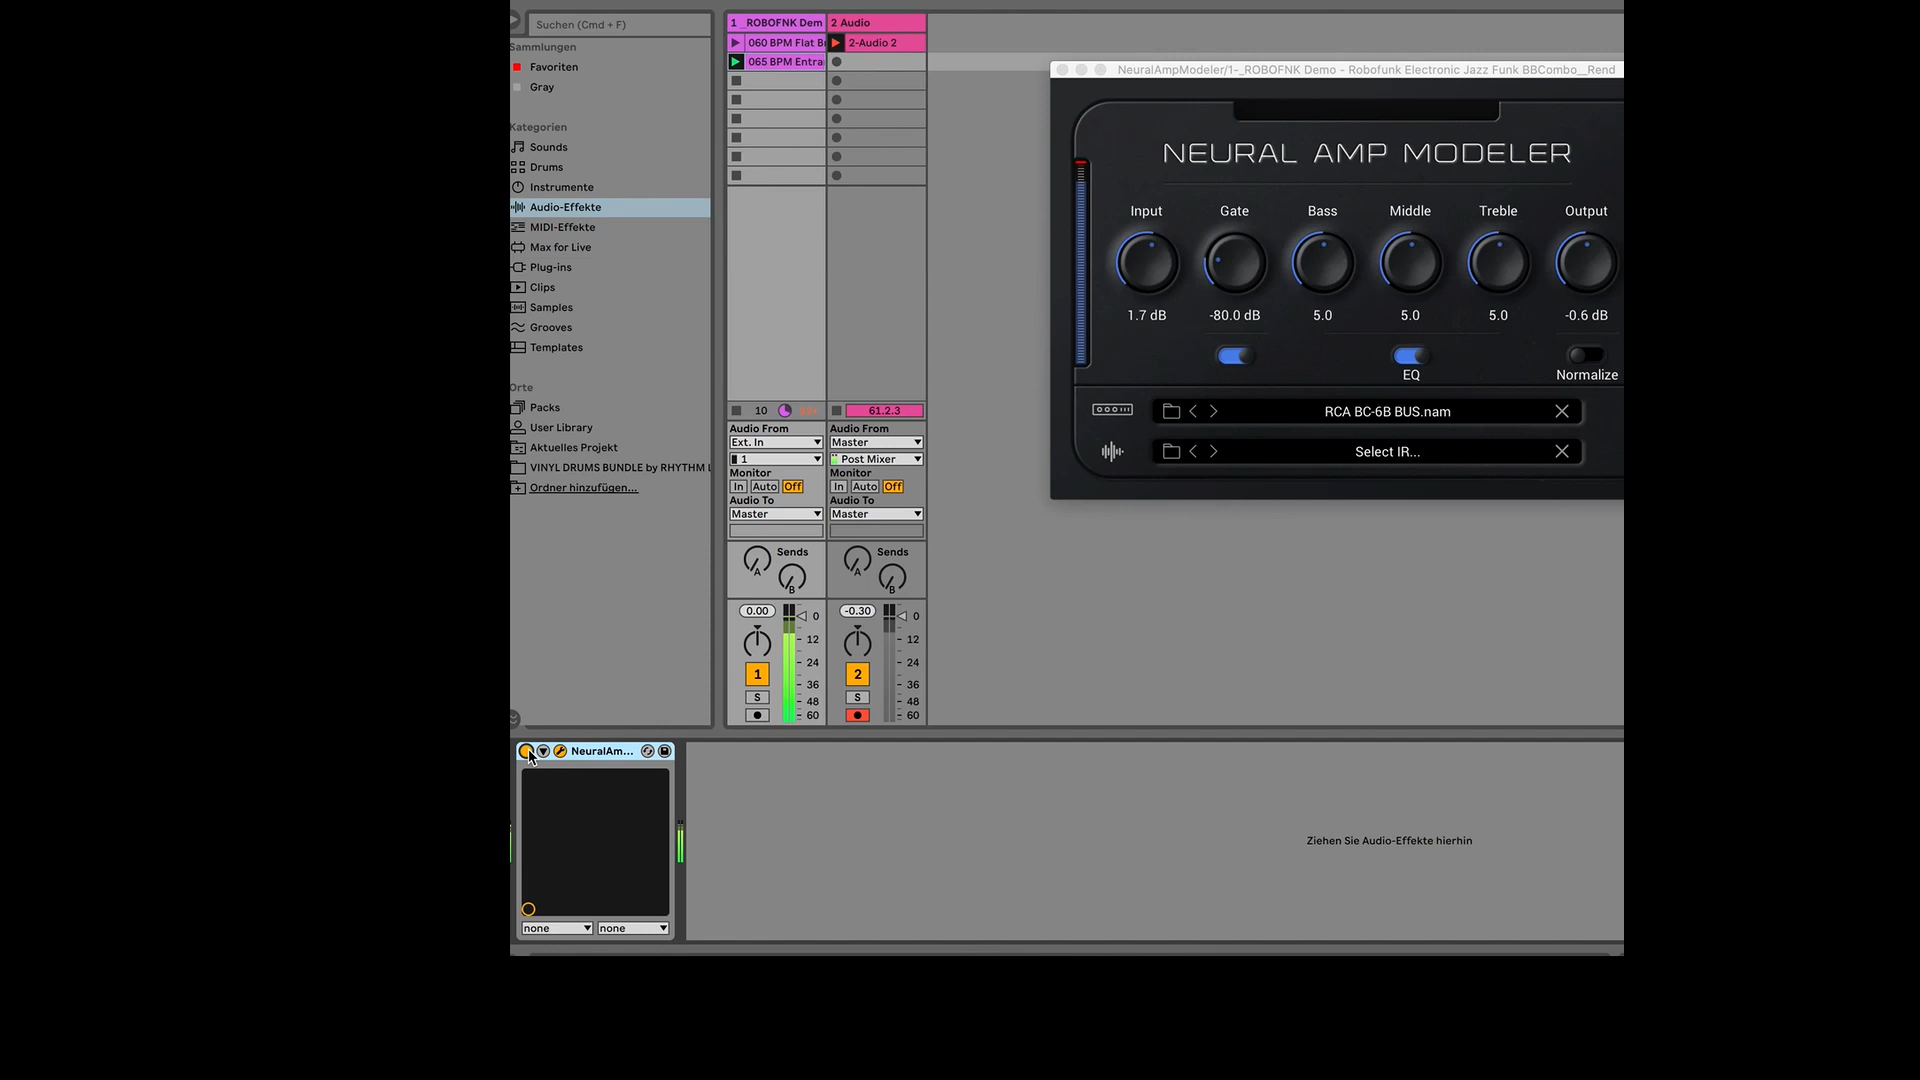 Suchen (Cmd + F)
Sammlungen
Favoriten
Gray
Kategorien
Sounds
Drums
Instrumente
Audio-Effekte
MIDI-Effekte
Max for Live
Plug-ins
Clips
Samples
Grooves
Templates
Orte
Packs
User Library
Aktuelles Projekt
VINYL DRUMS BUNDLE by RHYTHM L
Ordner hinzufügen...
1 _ROBOFNK Dem
2 Audio
060 BPM Flat B
2-Audio 2
065 BPM Entra
10
61.2.3
Audio From
Audio From
Ext. In
Master
1
Post Mixer
Monitor
Monitor
In Auto Off
In Auto Off
Audio To
Audio To
Master
Master
Sends
Sends
A
A
B
B
0.00
-0.30
0
0
12
12
24
24
1
2
36
36
S
S
48
48
60
60
NeuralAmpModeler/1-_ROBOFNK Demo - Robofunk Electronic Jazz Funk BBCombo__Rend
NEURAL AMP MODELER
Input Gate Bass Middle Treble Output
1.7 dB -80.0 dB 5.0 5.0 5.0 -0.6 dB
EQ Normalize
RCA BC-6B BUS.nam
Select IR...
NeuralAm...
none none
Ziehen Sie Audio-Effekte hierhin